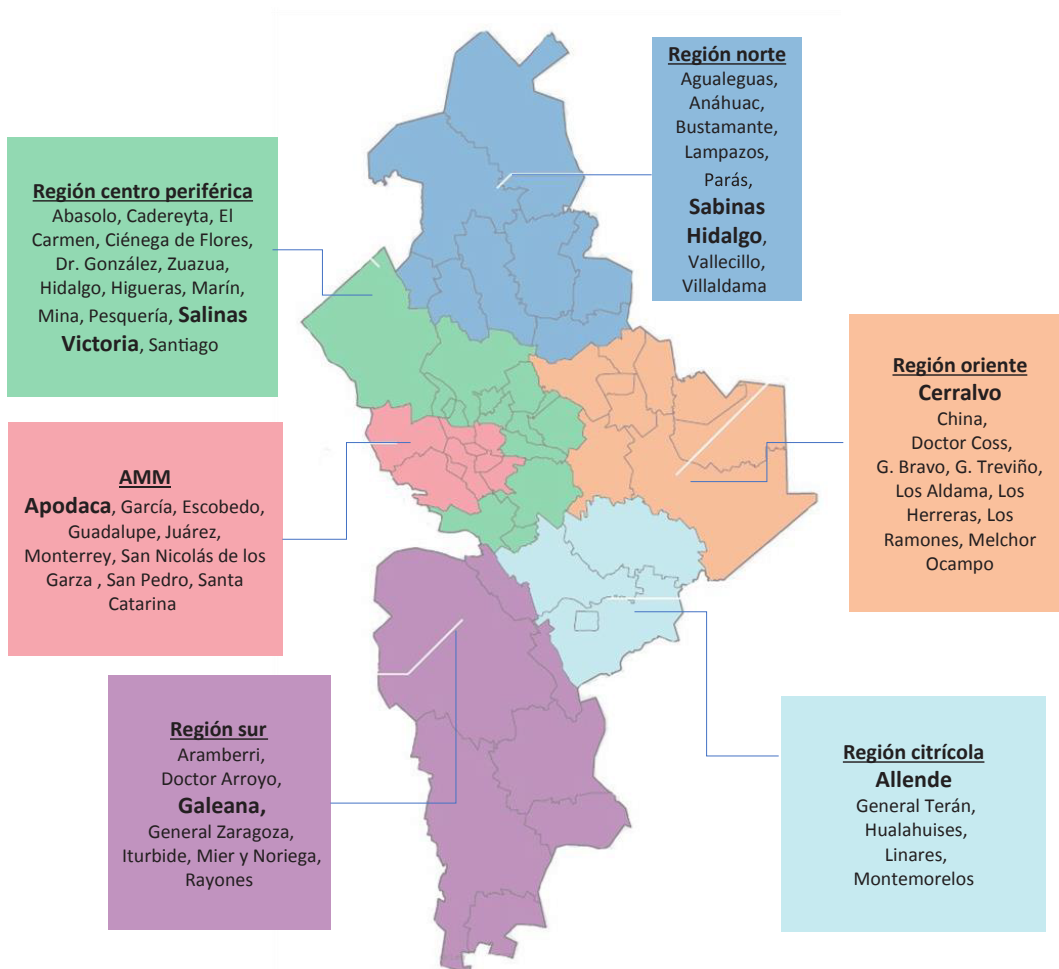 Región norte
Agualeguas,
Anáhuac,
Bustamante,
Lampazos,
Parás,
Sabinas
Hidalgo,
Vallecillo,
Villaldama
Región centro periférica
Abasolo, Cadereyta, El
Carmen, Ciénega de Flores,
Dr. González, Zuazua,
Hidalgo, Higueras, Marín,
Mina, Pesquería, Salinas
Victoria, Santiago
Región oriente
Cerralvo
China,
Doctor Coss,
G. Bravo, G. Treviño,
Los Aldama, Los
Herreras, Los
Ramones, Melchor
Ocampo
AMM
Apodaca, García, Escobedo,
Guadalupe, Juárez,
Monterrey, San Nicolás de los
Garza , San Pedro, Santa
Catarina
Región sur
Aramberri,
Doctor Arroyo,
Galeana,
General Zaragoza,
Iturbide, Mier y Noriega,
Rayones
Región citrícola
Allende
General Terán,
Hualahuises,
Linares,
Montemorelos